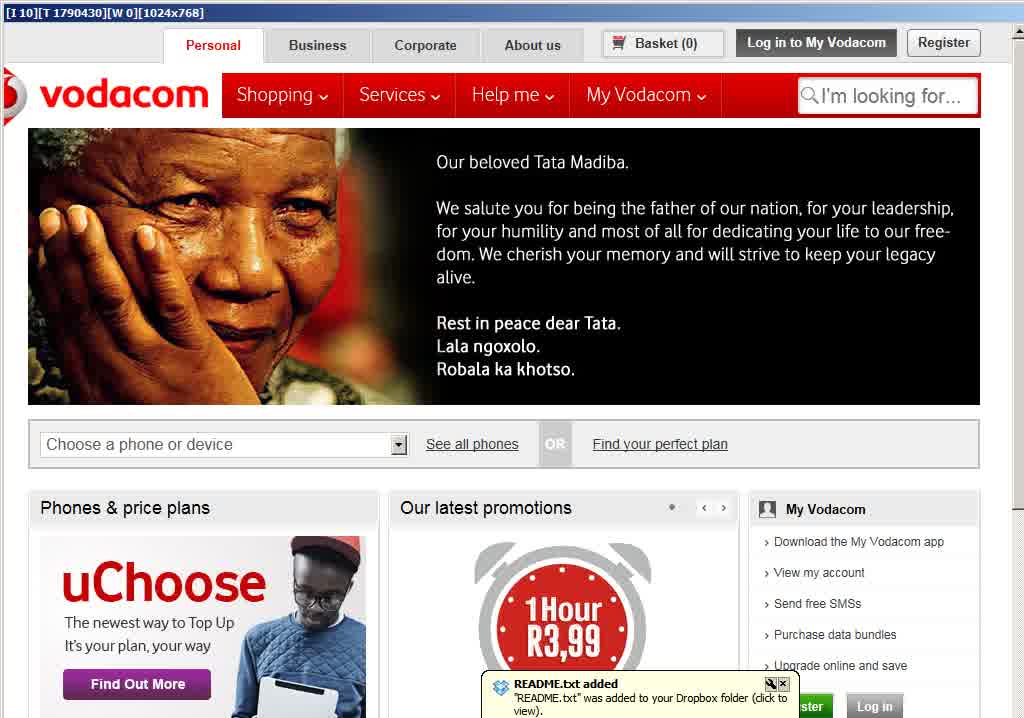 [I 10][T 1790430][W 0][1024x768]
Personal
Business
Corporate
About us
Basket (0)
Log in to My Vodacom
Register
vodacom
Shopping
Services
Help me
My Vodacom
I'm looking for...
Our beloved Tata Madiba.
We salute you for being the father of our nation, for your leadership,
for your humility and most of all for dedicating your life to our free-
dom. We cherish your memory and will strive to keep your legacy
alive.
Rest in peace dear Tata.
Lala ngoxolo.
Robala ka khotso.
Choose a phone or device
See all phones
OR
Find your perfect plan
Phones & price plans
uChoose
The newest way to Top Up
It's your plan, your way
Find Out More
Our latest promotions
1Hour
R3,99
My Vodacom
Download the My Vodacom app
View my account
Send free SMSs
Purchase data bundles
Upgrade online and save
ster
Log in
README.txt added
"README.txt" was added to your Dropbox folder (click to
view).